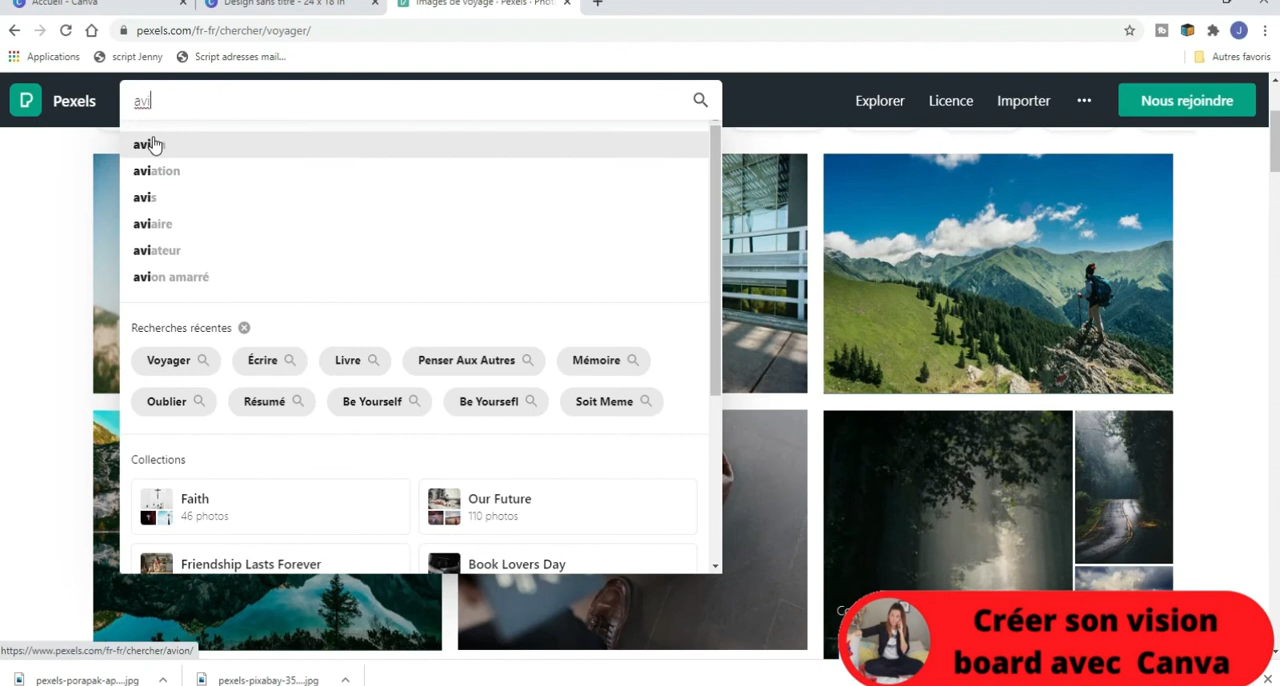 Accueil - Canva
Design sans titre - 24 x 18 in
Images de voyage · Pexels · Phot
pexels.com/fr-fr/chercher/voyager/
J
Applications
script Jenny
Script adresses mail...
Autres favoris
Pexels
avi
Explorer
Licence
Importer
Nous rejoindre
aviation
avis
aviaire
aviateur
avion amarré
Recherches récentes
Voyager
Écrire
Livre
Penser Aux Autres
Mémoire
Oublier
Résumé
Be Yourself
Be Yoursefl
Soit Meme
Collections
Faith
46 photos
Our Future
110 photos
Friendship Lasts Forever
Book Lovers Day
https://www.pexels.com/fr-fr/chercher/avion/
Créer son vision
board avec Canva
pexels-porapak-ap....jpg
pexels-pixabay-35....jpg